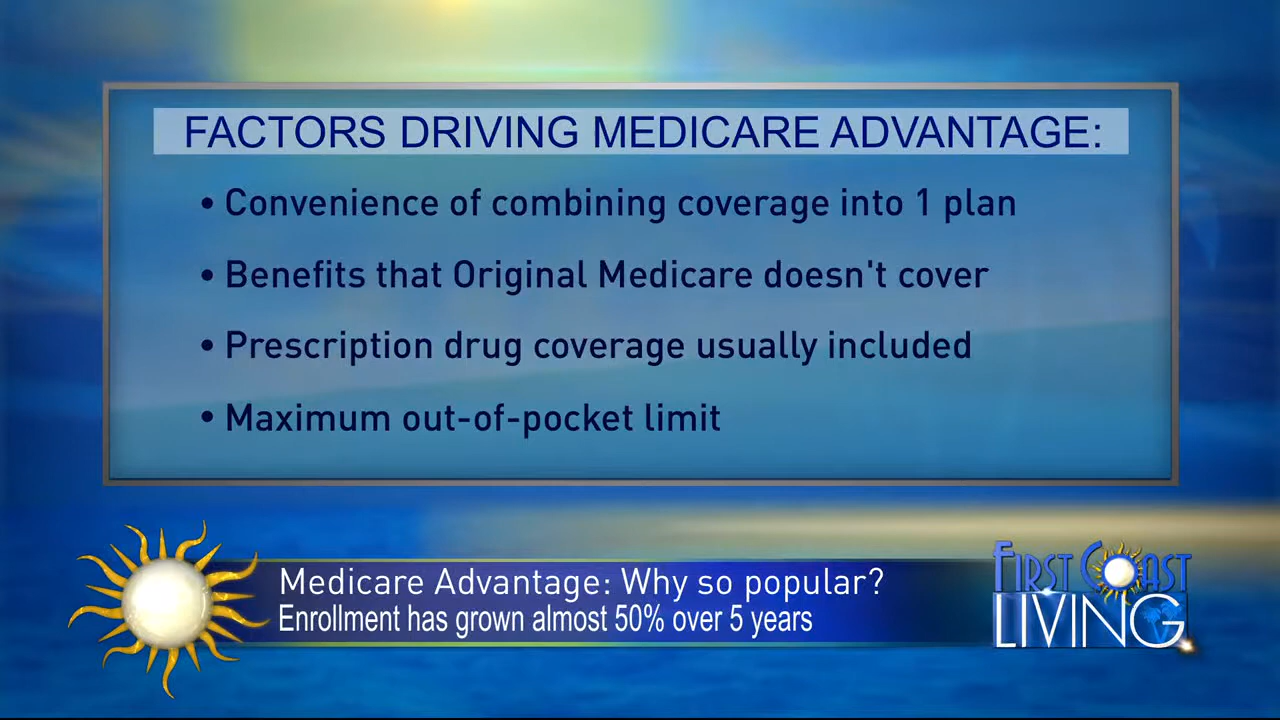 FACTORS DRIVING MEDICARE ADVANTAGE:
• Convenience of combining coverage into 1 plan
• Benefits that Original Medicare doesn't cover
• Prescription drug coverage usually included
• Maximum out-of-pocket limit
Medicare Advantage: Why so popular?
Enrollment has grown almost 50% over 5 years
FIRST COAST
LIVING